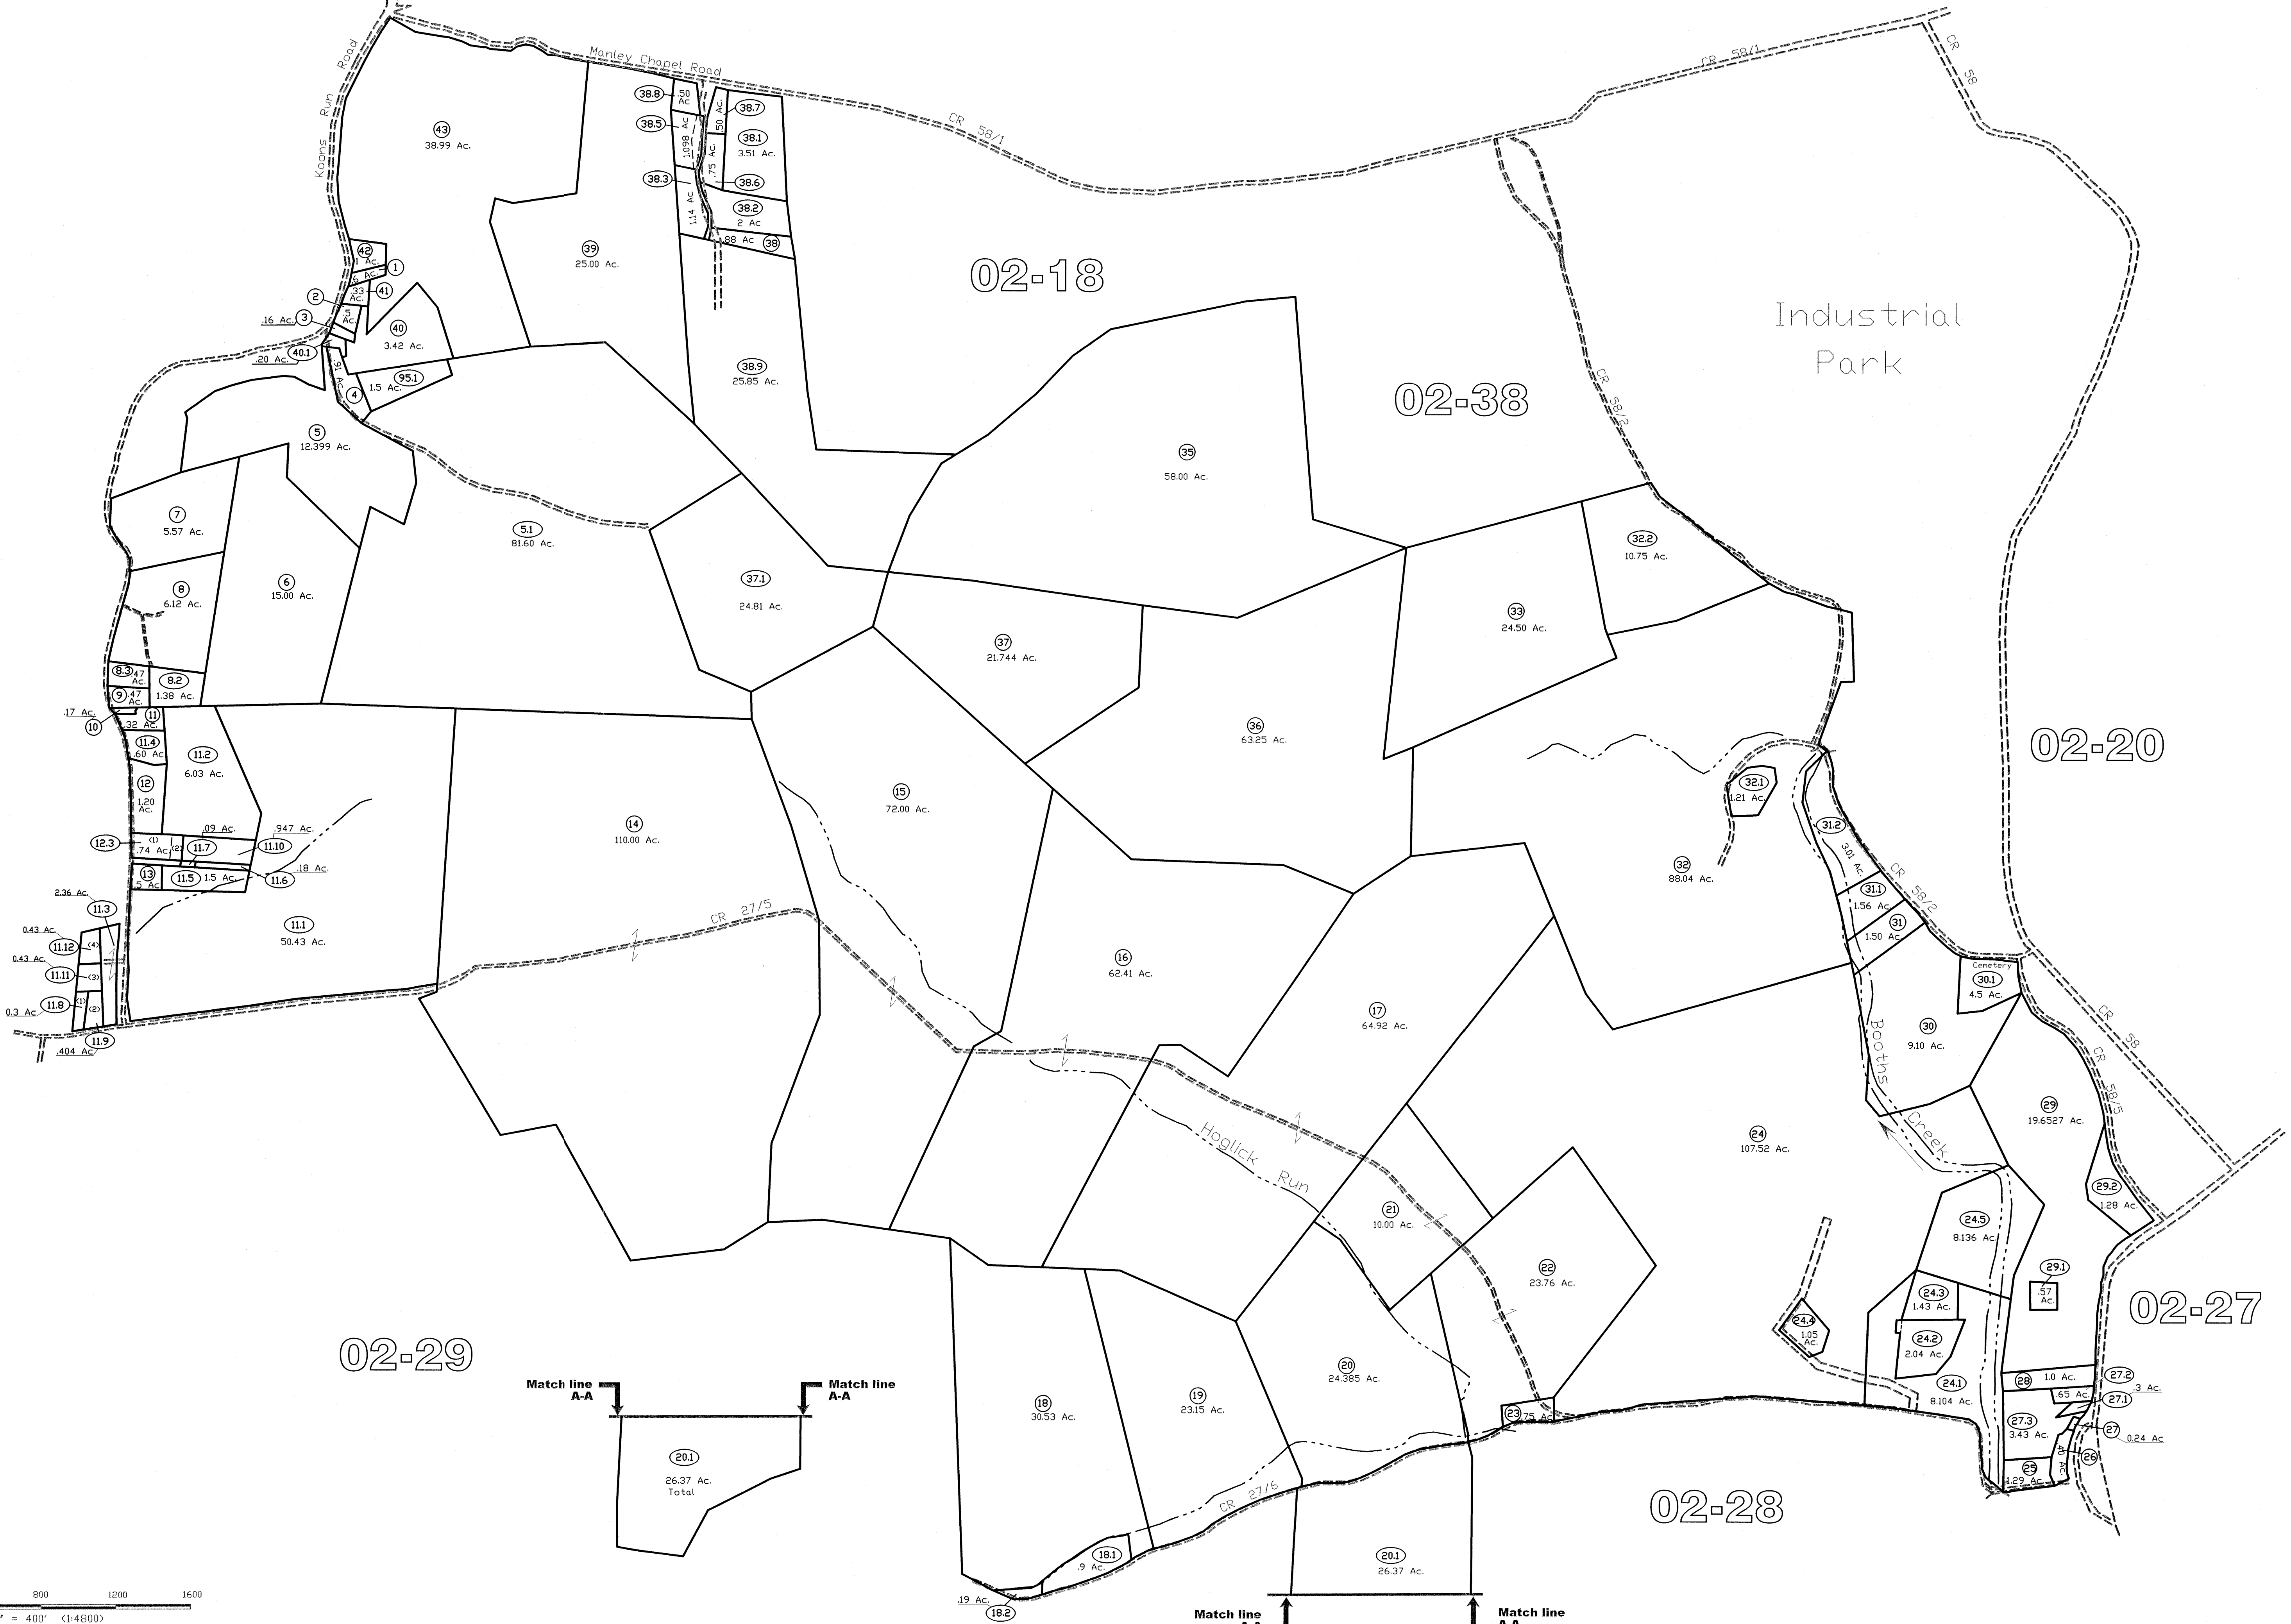 Koons Run Road
Manley Chapel Road
CR 58/1
CR 58/1
CR 58
43
38.99 Ac.
38.8
.50
Ac
38.5
1.098 Ac
38.3
1.14 Ac
.50 Ac.
38.7
38.1
3.51 Ac.
.75 Ac.
38.6
38.2
2 Ac
.88 Ac
38
42
1 Ac.
1
.33
Ac.
41
2
.5
Ac.
3
.16 Ac.
40
3.42 Ac.
40.1
.20 Ac.
.91 Ac.
4
95.1
1.5 Ac.
39
25.00 Ac.
02-18
38.9
25.85 Ac.
Industrial
Park
02-38
CR 58/2
5
12.399 Ac.
35
58.00 Ac.
7
5.57 Ac.
5.1
81.60 Ac.
32.2
10.75 Ac.
8
6.12 Ac.
6
15.00 Ac.
37.1
24.81 Ac.
33
24.50 Ac.
37
21.744 Ac.
8.3
.47
Ac.
8.2
1.38 Ac.
9
.47
Ac.
.17 Ac.
10
11
.32 Ac.
11.4
.60 Ac.
11.2
6.03 Ac.
36
63.25 Ac.
02-20
12
1.20
Ac.
15
72.00 Ac.
14
110.00 Ac.
32.1
1.21 Ac.
31.2
3.01 Ac.
12.3
(1)
.74 Ac.
(2)
.09 Ac.
11.7
.947 Ac.
11.10
13
.5 Ac
11.5
1.5 Ac.
.18 Ac.
11.6
32
88.04 Ac.
31.1
1.56 Ac.
CR 58/2
31
1.50 Ac.
2.36 Ac.
11.3
11.1
50.43 Ac.
CR 27/5
0.43 Ac.
11.12
(4)
0.43 Ac.
11.11
(3)
11.8
(1)
(2)
0.3 Ac
11.9
.404 Ac
16
62.41 Ac.
17
64.92 Ac.
Cemetery
30.1
4.5 Ac.
30
9.10 Ac.
CR 58
CR 58/5
Booths Creek
29
19.6527 Ac.
Hoglick Run
24
107.52 Ac.
29.2
1.28 Ac.
21
10.00 Ac.
24.5
8.136 Ac.
22
23.76 Ac.
29.1
.57
Ac.
24.3
1.43 Ac.
24.4
1.05
Ac.
24.2
2.04 Ac.
02-27
02-29
Match line
A-A
Match line
A-A
20.1
26.37 Ac.
Total
20
24.385 Ac.
18
30.53 Ac.
19
23.15 Ac.
23
.75 Ac
24.1
8.104 Ac.
28
1.0 Ac.
27.2
.3 Ac.
.65 Ac.
27.1
27.3
3.43 Ac.
27
0.24 Ac
.40 Ac.
26
25
1.29 Ac.
CR 27/6
02-28
18.1
.9 Ac.
.19 Ac.
18.2
20.1
26.37 Ac.
Match line
Match line
800 1200 1600
= 400' (1:4800)